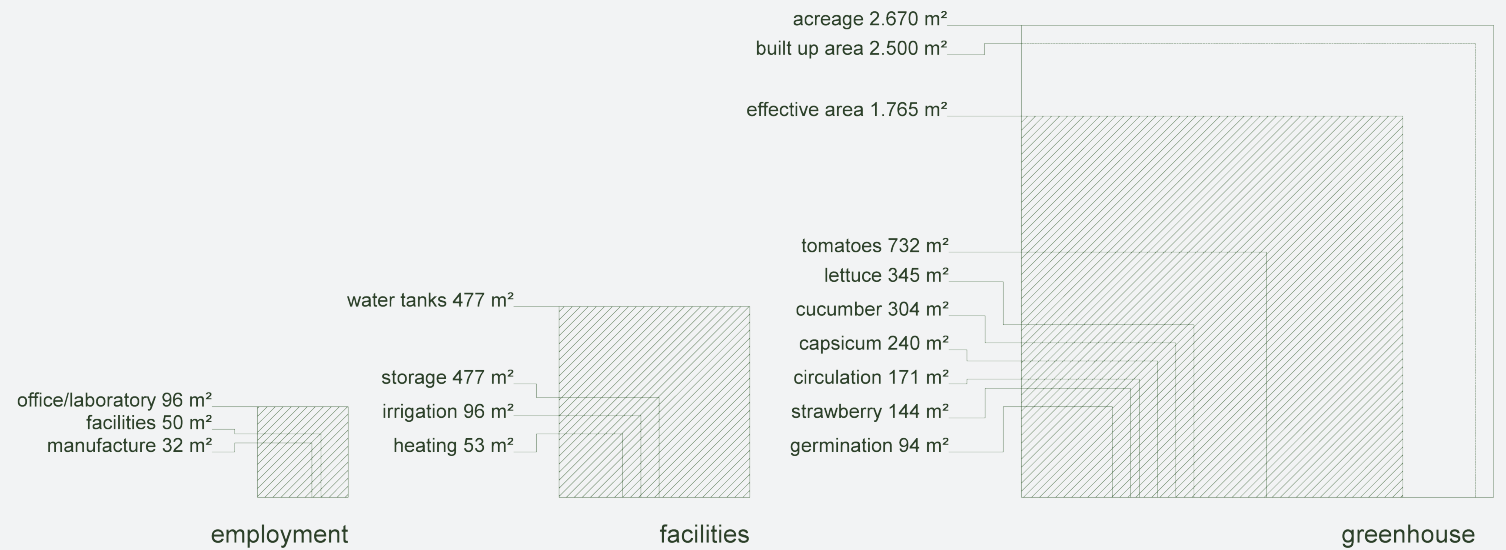 office/laboratory 96 m²
facilities 50 m²
manufacture 32 m²
employment
water tanks 477 m²
storage 477 m²
irrigation 96 m²
heating 53 m²
facilities
acreage 2.670 m²
built up area 2.500 m²
effective area 1.765 m²
tomatoes 732 m²
lettuce 345 m²
cucumber 304 m²
capsicum 240 m²
circulation 171 m²
strawberry 144 m²
germination 94 m²
greenhouse